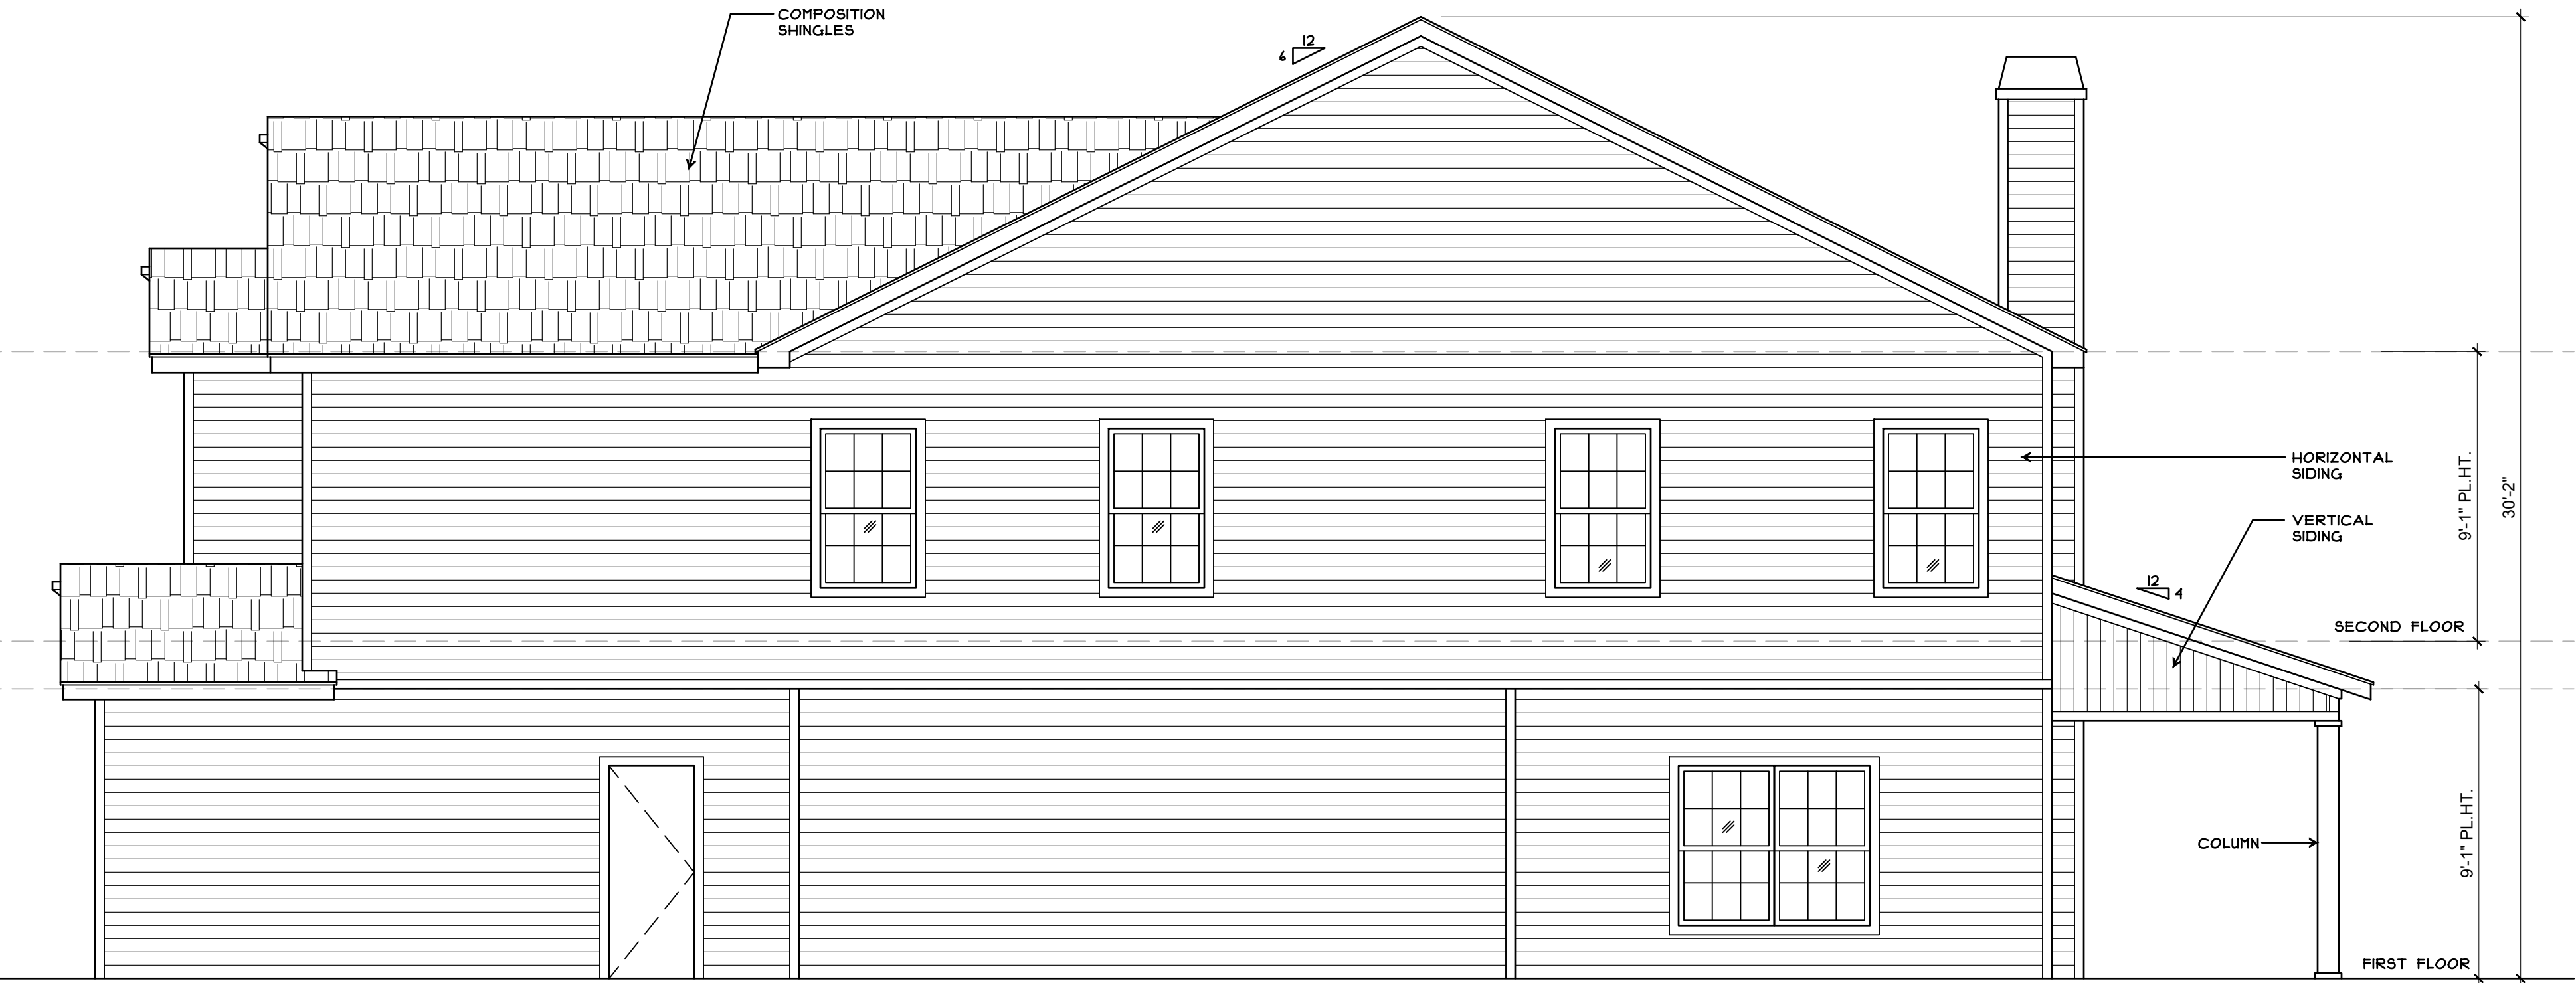 COMPOSITION
SHINGLES
12
6
HORIZONTAL
SIDING
9'-1" PL.HT.
30'-2"
VERTICAL
SIDING
12
4
SECOND FLOOR
COLUMN
9'-1" PL.HT.
FIRST FLOOR